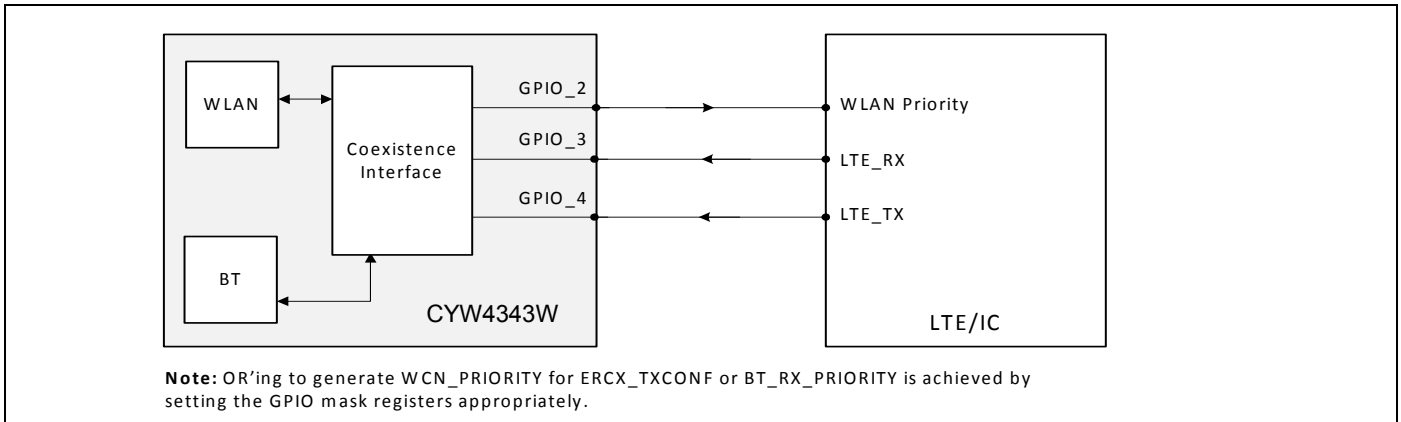 WLAN
BT
Coexistence
Interface
GPIO_2
GPIO_3
GPIO_4
CYW4343W
WLAN Priority
LTE_RX
LTE_TX
LTE/IC
Note: OR'ing to generate WCN_PRIORITY for ERCX_TXCONF or BT_RX_PRIORITY is achieved by
setting the GPIO mask registers appropriately.